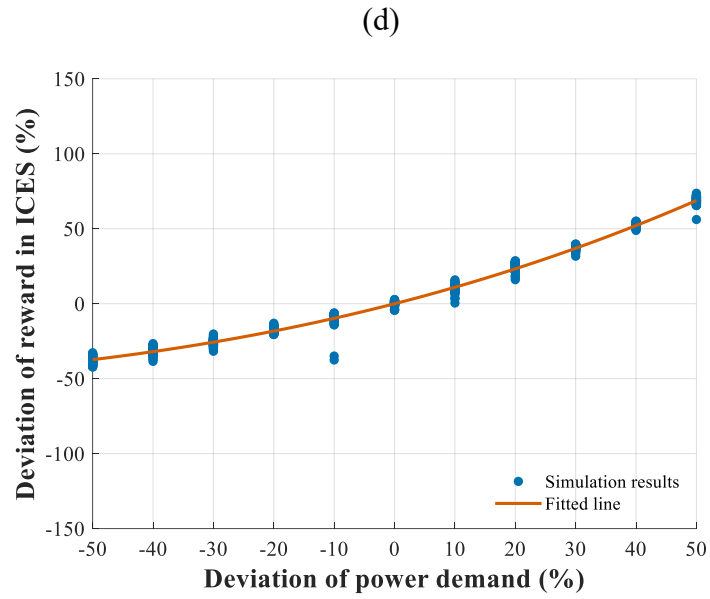 (d)
Deviation of reward in ICES (%)
150
100
50
0
-50
-100
-150
Simulation results
Fitted line
-50 -40 -30 -20 -10 0 10 20 30 40 50
Deviation of power demand (%)